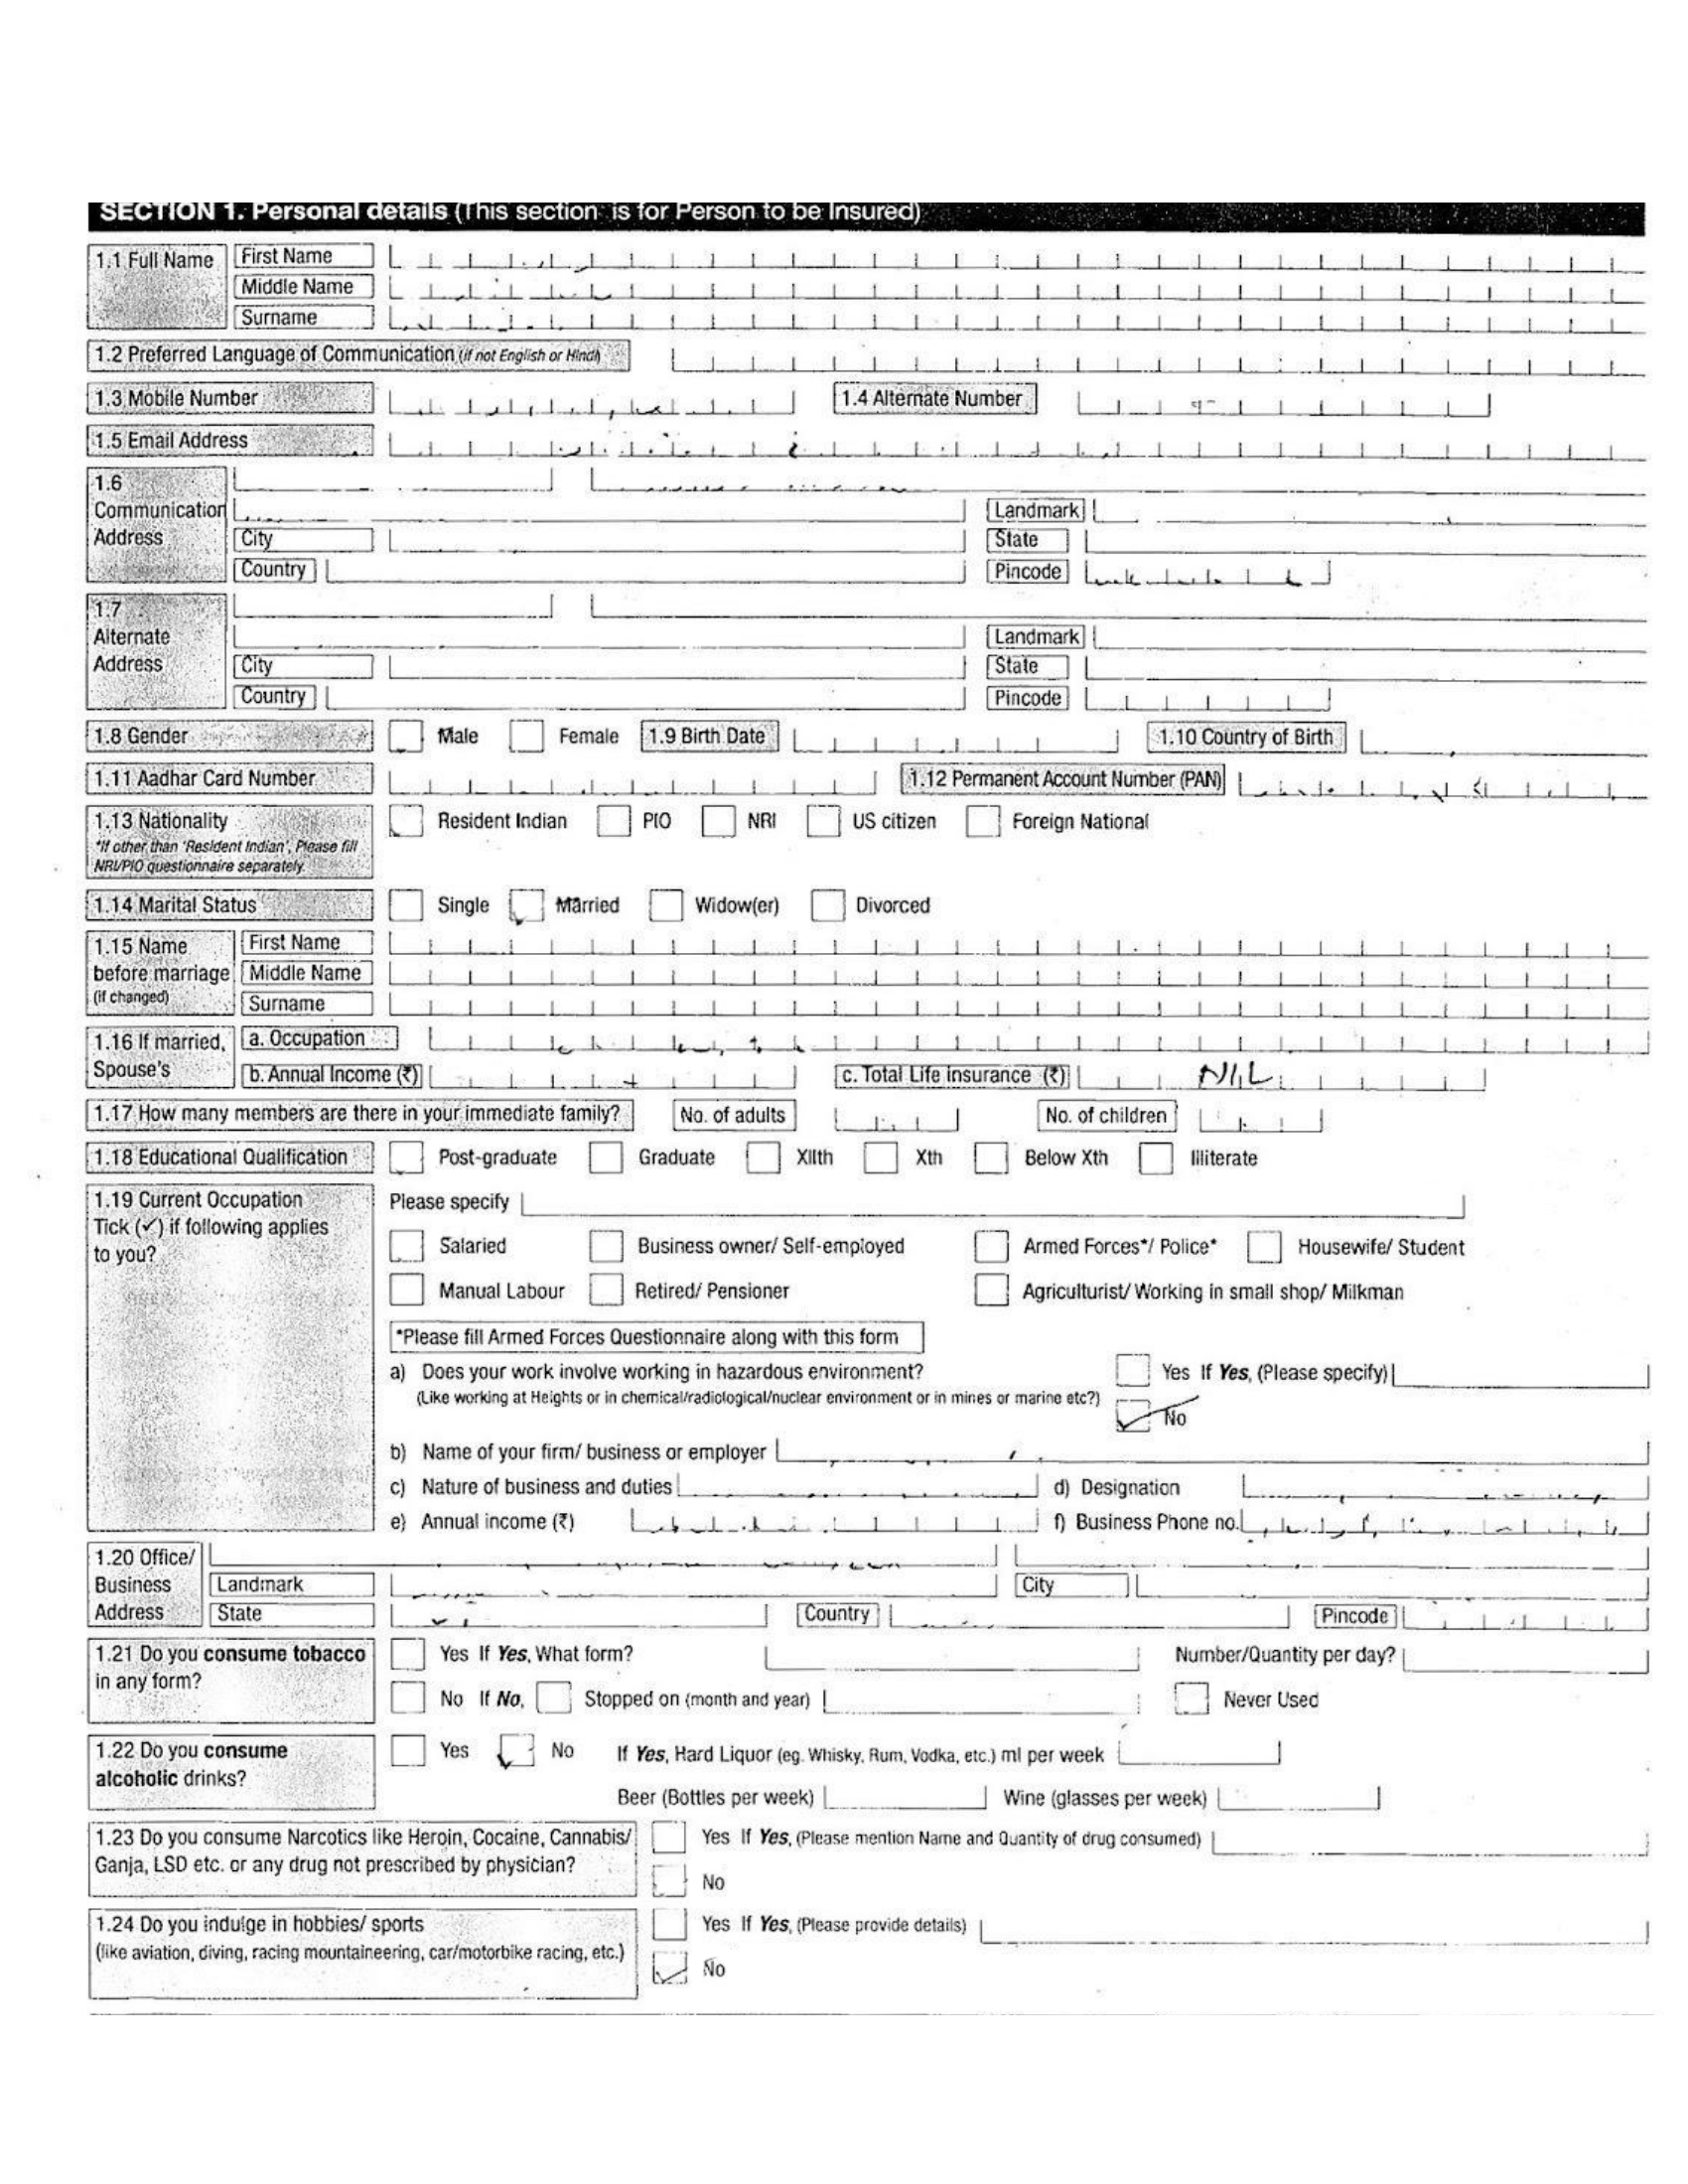 SECTION 1. Personal details (This section is for Person to be Insured)
1.1 Full Name
First Name
Middle Name
Surname
1.2 Preferred Language of Communication (if not English or Hindi)
1.3 Mobile Number
1.4 Alternate Number
1.5 Email Address
1.6
Communication Landmark
Address City State
Country Pincode
1.7
Alternate Landmark
Address City State
Country Pincode
1.8 Gender Male Female 1.9 Birth Date 1.10 Country of Birth
1.11 Aadhar Card Number 1.12 Permanent Account Number (PAN)
1.13 Nationality Resident Indian PIO NRI US citizen Foreign National
*If other than 'Resident Indian', Please fill
NRI/PIO questionnaire separately.
1.14 Marital Status Single Married Widow(er) Divorced
1.15 Name First Name
before marriage Middle Name
(if changed) Surname
1.16 If married, a. Occupation
Spouse's b. Annual Income (₹) c. Total Life insurance (₹) NIL
1.17 How many members are there in your immediate family? No. of adults No. of children
1.18 Educational Qualification Post-graduate Graduate XIIth Xth Below Xth Illiterate
1.19 Current Occupation Please specify
Tick (✓) if following applies
to you? Salaried Business owner/ Self-employed Armed Forces*/ Police* Housewife/ Student
Manual Labour Retired/ Pensioner Agriculturist/ Working in small shop/ Milkman
*Please fill Armed Forces Questionnaire along with this form
a) Does your work involve working in hazardous environment? Yes If Yes, (Please specify)
(Like working at Heights or in chemical/radiological/nuclear environment or in mines or marine etc?)
No
b) Name of your firm/ business or employer
c) Nature of business and duties d) Designation
e) Annual income (₹) f) Business Phone no.
1.20 Office/
Business Landmark City
Address State Country Pincode
1.21 Do you consume tobacco Yes If Yes, What form? Number/Quantity per day?
in any form?
No If No, Stopped on (month and year) Never Used
1.22 Do you consume Yes No If Yes, Hard Liquor (eg. Whisky, Rum, Vodka, etc.) ml per week
alcoholic drinks?
Beer (Bottles per week) Wine (glasses per week)
1.23 Do you consume Narcotics like Heroin, Cocaine, Cannabis/ Yes If Yes, (Please mention Name and Quantity of drug consumed)
Ganja, LSD etc. or any drug not prescribed by physician?
No
1.24 Do you indulge in hobbies/ sports Yes If Yes, (Please provide details)
(like aviation, diving, racing mountaineering, car/motorbike racing, etc.)
No